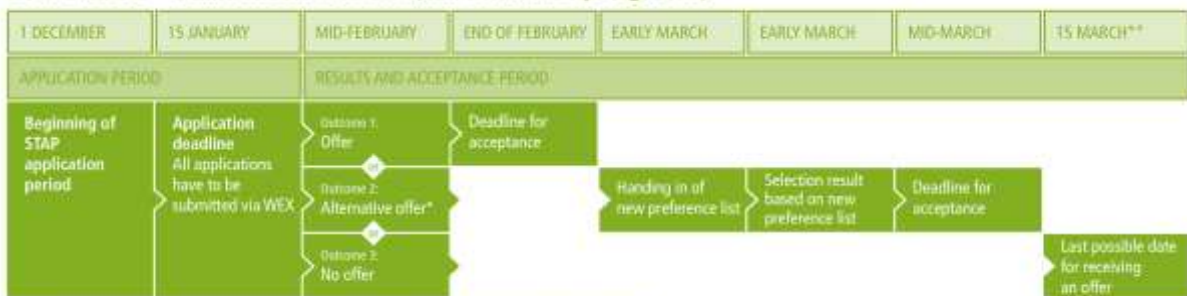 1 DECEMBER
15 JANUARY
MID-FEBRUARY
END OF FEBRUARY
EARLY MARCH
EARLY MARCH
MID-MARCH
15 MARCH**
APPLICATION PERIOD
RESULTS AND ACCEPTANCE PERIOD
Beginning of
STAP
application
period
Application
deadline
All applications
have to be
submitted via WEX
Outcome 1:
Offer
or
Outcome 2:
Alternative offer*
or
Outcome 3:
No offer
Deadline for
acceptance
Handing in of
new preference list
Selection result
based on new
preference list
Deadline for
acceptance
Last possible date
for receiving
an offer